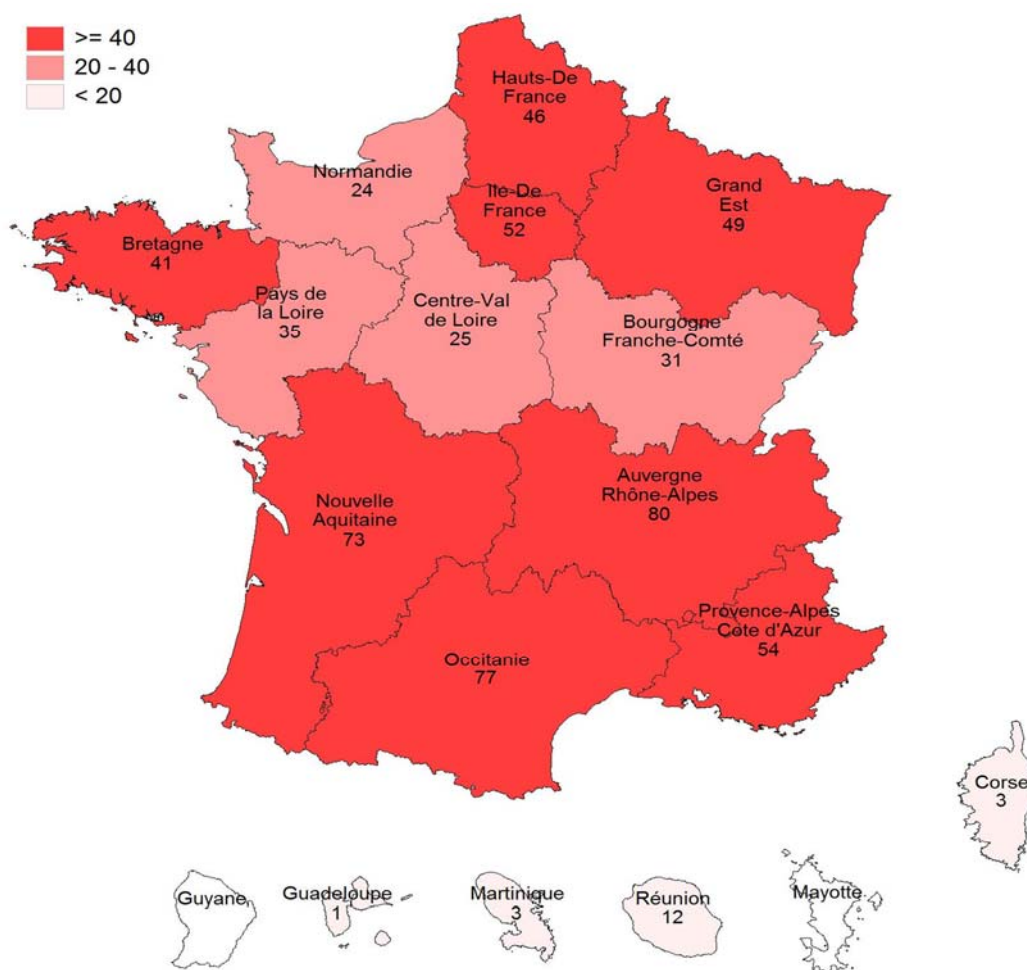 >= 40
20 - 40
< 20
Hauts-De
France
46
Normandie
24
Ile-De
France
52
Grand
Est
49
Bretagne
41
Pays de
la Loire
35
Centre-Val
de Loire
25
Bourgogne
Franche-Comté
31
Nouvelle
Aquitaine
73
Auvergne
Rhône-Alpes
80
Provence-Alpes
Côte d'Azur
54
Occitanie
77
Corse
3
Guyane
Guadeloupe
1
Martinique
3
Réunion
12
Mayotte